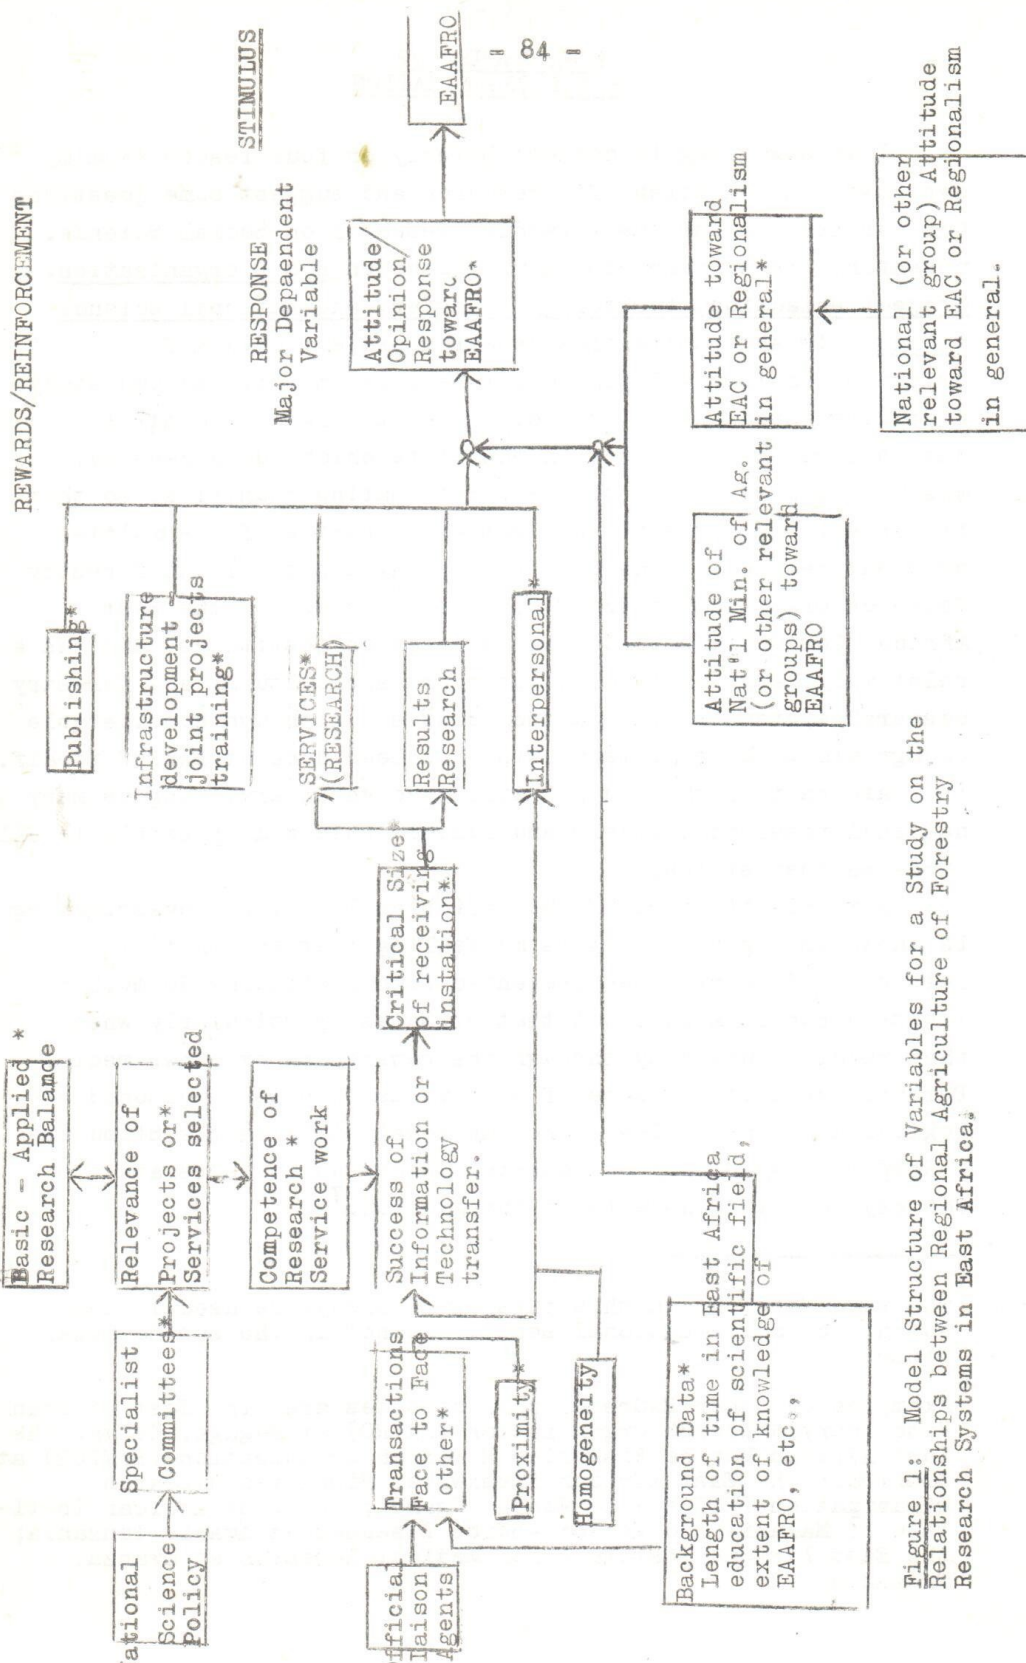 - 84 -
REWARDS/REINFORCEMENT
STIMULUS
RESPONSE
Major Depaendent
Variable
EAAFRO
Attitude/
Opinion/
Response
toward
EAAFRO*
Publishing*
Infrastructure
development
joint projects
training*
SERVICES*
(RESEARCH)
Results
Research
Interpersonal*
Basic - Applied *
Research Balance
Relevance of
Projects or*
Services selected
Competence of
Research *
Service work
Success of
Information or
Technology
transfer.
Critical Size*
of receiving
instation*
ational
Science
Policy
Specialist
Committees*
fficial
iaison
Agents*
Transactions
Face to Face
other*
Proximity*
Homogeneity
Background Data*
Length of time in East Africa
education of scientific field,
extent of knowledge of
EAAFRO, etc.,
Attitude of
Nat'l Min. of Ag.
(or other relevant
groups) toward
EAAFRO
Attitude toward
EAC or Regionalism
in general*
National (or other
relevant group) Attitude
toward EAC or Regionalism
in general.
Figure 1: Model Structure of Variables for a Study on the
Relationships between Regional Agriculture of Forestry
Research Systems in East Africa.